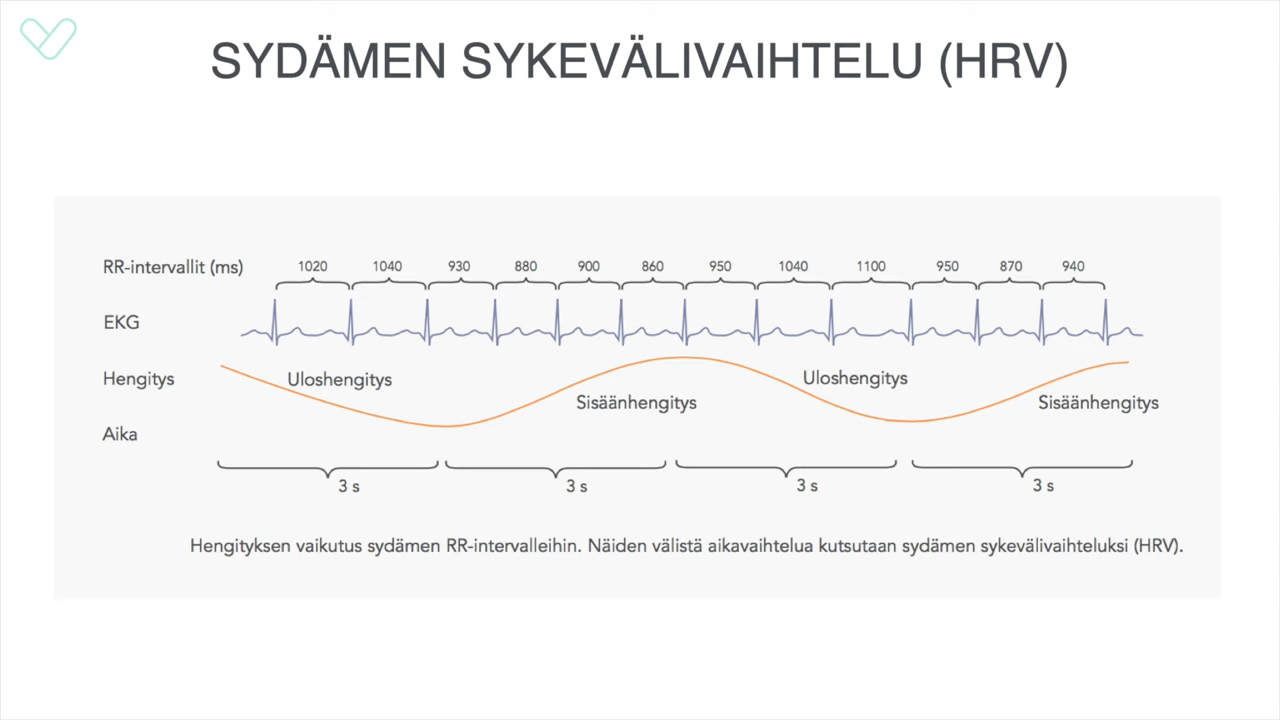 SYDÄMEN SYKEVÄLIVAIHTELU (HRV)
RR-intervallit (ms) 1020 1040 930 880 900 860 950 1040 1100 950 870 940
EKG
Hengitys Uloshengitys Uloshengitys
Sisäänhengitys Sisäänhengitys
Aika
3 s 3 s 3 s 3 s
Hengityksen vaikutus sydämen RR-intervalleihin. Näiden välistä aikavaihtelua kutsutaan sydämen sykevälivaihteluksi (HRV).